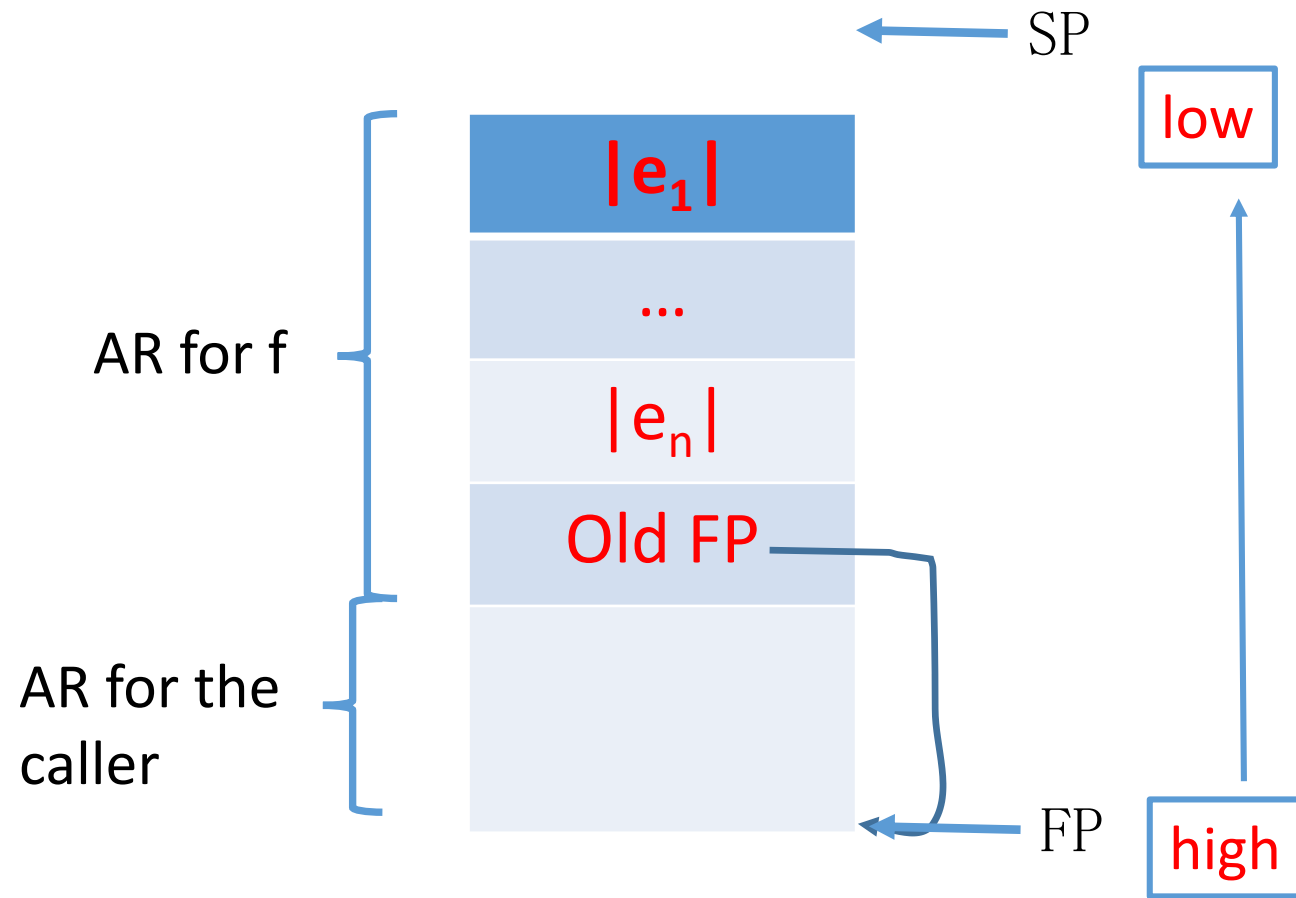 SP
low
|e₁|
...
AR for f
|eₙ|
Old FP
AR for the
caller
FP
high